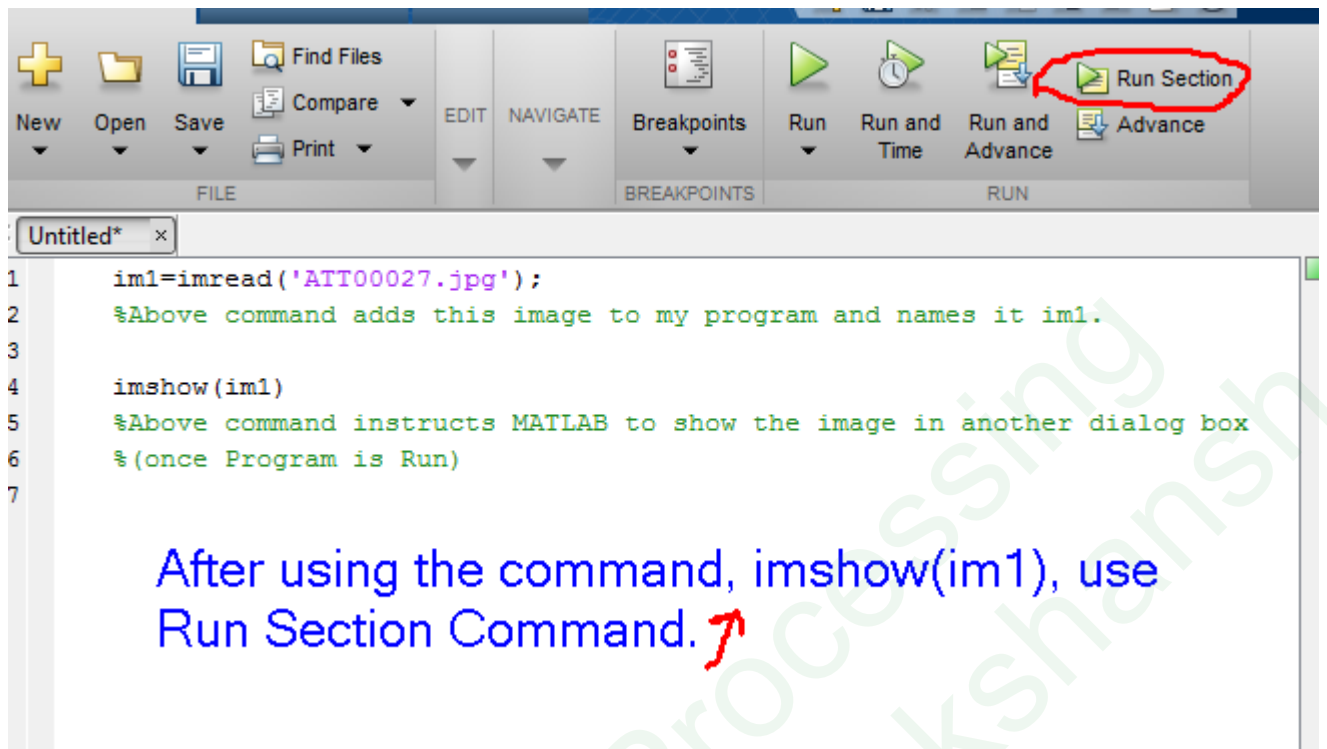 Find Files
Compare
Print
New
Open
Save
FILE
EDIT
NAVIGATE
Breakpoints
BREAKPOINTS
Run
Run and
Time
Run and
Advance
Run Section
Advance
RUN
Untitled* ×
1 im1=imread('ATT00027.jpg');
2 %Above command adds this image to my program and names it im1.
3
4 imshow(im1)
5 %Above command instructs MATLAB to show the image in another dialog box
6 %(once Program is Run)
7
After using the command, imshow(im1), use
Run Section Command.